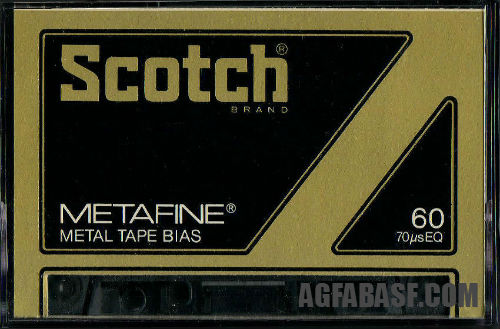 Scotch®
BRAND
METAFINE®
METAL TAPE BIAS
60
70µsEQ
AGFABASF.COM